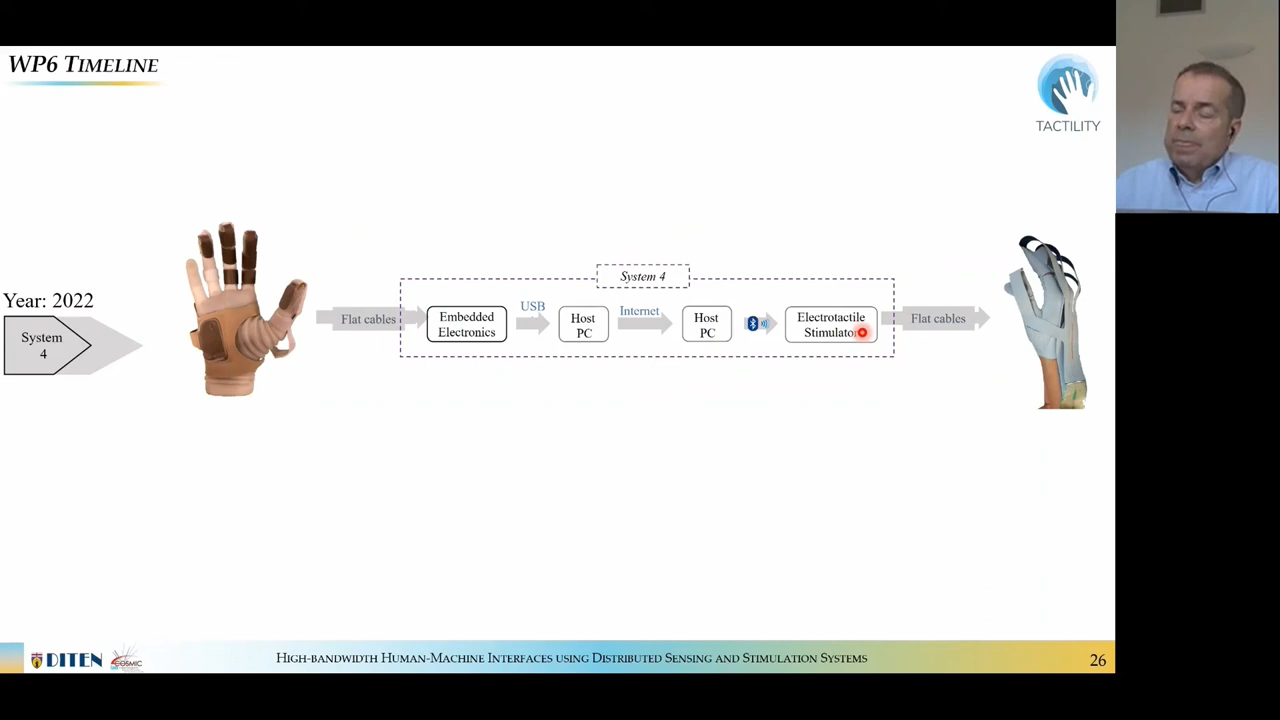 WP6 TIMELINE
TACTILITY
Year: 2022
System
4
Flat cables
System 4
Embedded
Electronics
USB
Host
PC
Internet
Host
PC
Electrotactile
Stimulator
Flat cables
DITEN
COSMIC
HIGH-BANDWIDTH HUMAN-MACHINE INTERFACES USING DISTRIBUTED SENSING AND STIMULATION SYSTEMS
26